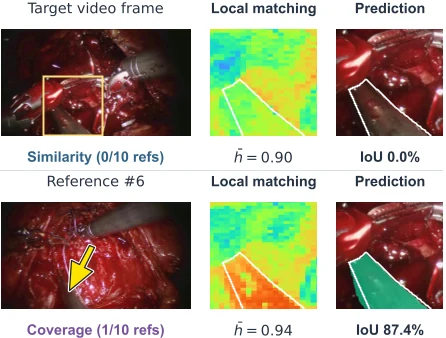 Target video frame
Local matching
Prediction
Similarity (0/10 refs)
h̄ = 0.90
IoU 0.0%
Reference #6
Local matching
Prediction
Coverage (1/10 refs)
h̄ = 0.94
IoU 87.4%